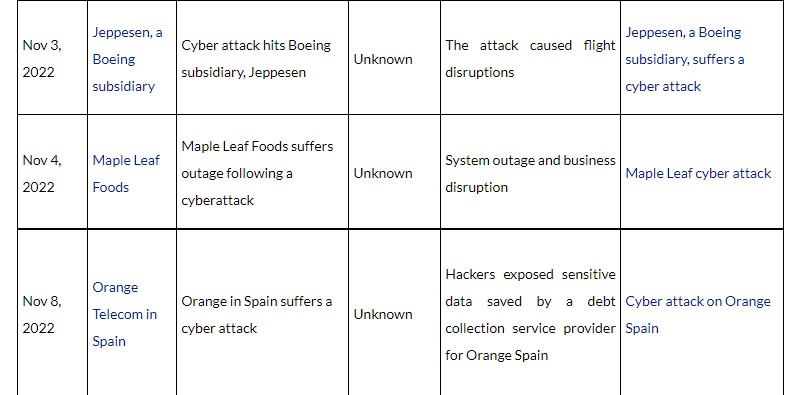 Nov 3,
2022
Jeppesen, a
Boeing
subsidiary
Cyber attack hits Boeing
subsidiary, Jeppesen
Unknown
The attack caused flight
disruptions
Jeppesen, a Boeing
subsidiary, suffers a
cyber attack
Nov 4,
2022
Maple Leaf
Foods
Maple Leaf Foods suffers
outage following a
cyberattack
Unknown
System outage and business
disruption
Maple Leaf cyber attack
Nov 8,
2022
Orange
Telecom in
Spain
Orange in Spain suffers a
cyber attack
Unknown
Hackers exposed sensitive
data saved by a debt
collection service provider
for Orange Spain
Cyber attack on Orange
Spain